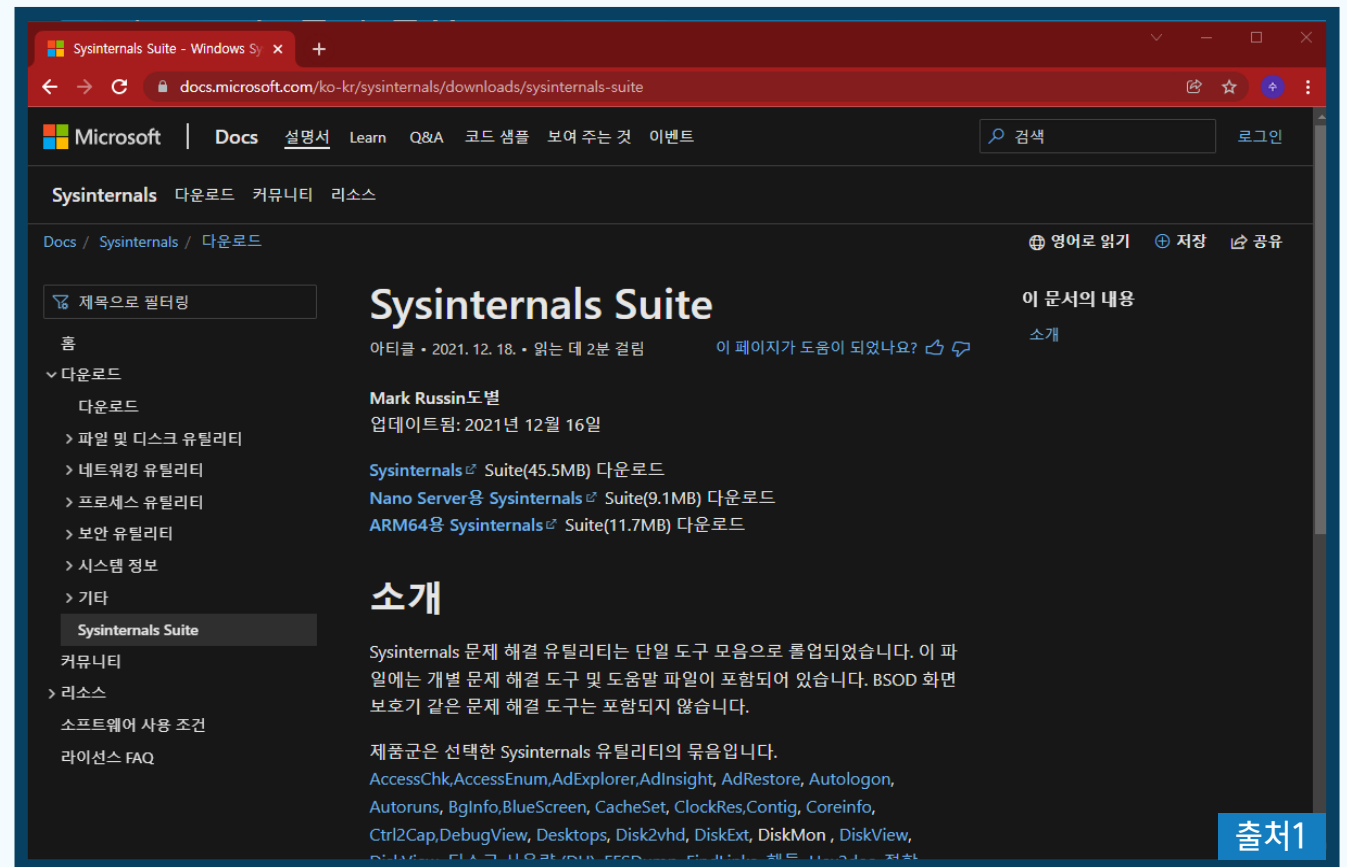 Sysinternals Suite - Windows Sy
docs.microsoft.com/ko-kr/sysinternals/downloads/sysinternals-suite
Microsoft Docs 설명서 Learn Q&A 코드 샘플 보여 주는 것 이벤트 검색 로그인
Sysinternals 다운로드 커뮤니티 리소스
Docs / Sysinternals / 다운로드 영어로 읽기 저장 공유
제목으로 필터링
홈
다운로드
다운로드
파일 및 디스크 유틸리티
네트워킹 유틸리티
프로세스 유틸리티
보안 유틸리티
시스템 정보
기타
Sysinternals Suite
커뮤니티
리소스
소프트웨어 사용 조건
라이선스 FAQ
Sysinternals Suite
아티클 • 2021. 12. 18. • 읽는 데 2분 걸림 이 페이지가 도움이 되었나요?
Mark Russin도별
업데이트됨: 2021년 12월 16일
Sysinternals Suite(45.5MB) 다운로드
Nano Server용 Sysinternals Suite(9.1MB) 다운로드
ARM64용 Sysinternals Suite(11.7MB) 다운로드
소개
Sysinternals 문제 해결 유틸리티는 단일 도구 모음으로 롤업되었습니다. 이 파
일에는 개별 문제 해결 도구 및 도움말 파일이 포함되어 있습니다. BSOD 화면
보호기 같은 문제 해결 도구는 포함되지 않습니다.
제품군은 선택한 Sysinternals 유틸리티의 묶음입니다.
AccessChk,AccessEnum,AdExplorer,AdInsight, AdRestore, Autologon,
Autoruns, BgInfo,BlueScreen, CacheSet, ClockRes,Contig, Coreinfo,
Ctrl2Cap,DebugView, Desktops, Disk2vhd, DiskExt, DiskMon , DiskView,
이 문서의 내용
소개
출처1